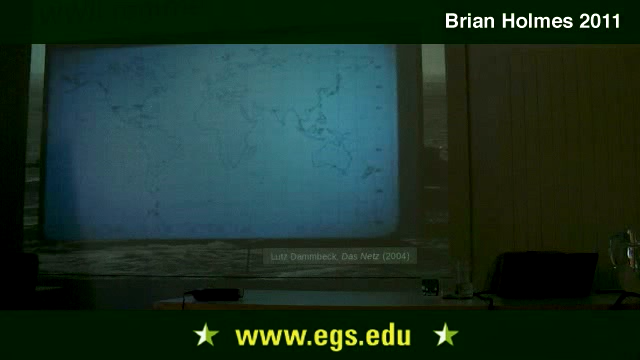 Brian Holmes 2011
Lutz Dammbeck, Das Netz (2004)
www.egs.edu